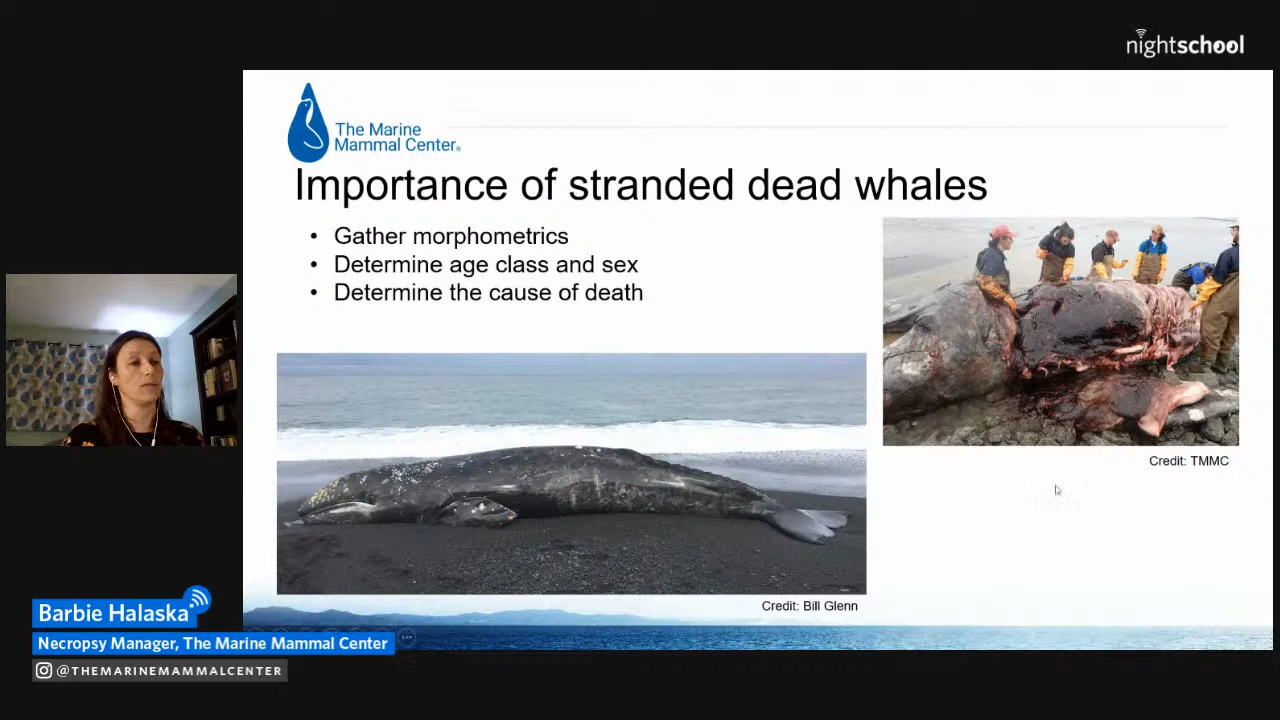 nightschool
The Marine
Mammal Center®
Importance of stranded dead whales
• Gather morphometrics
• Determine age class and sex
• Determine the cause of death
Credit: TMMC
Credit: Bill Glenn
Barbie Halaska
Necropsy Manager, The Marine Mammal Center
@THEMARINEMAMMALCENTER